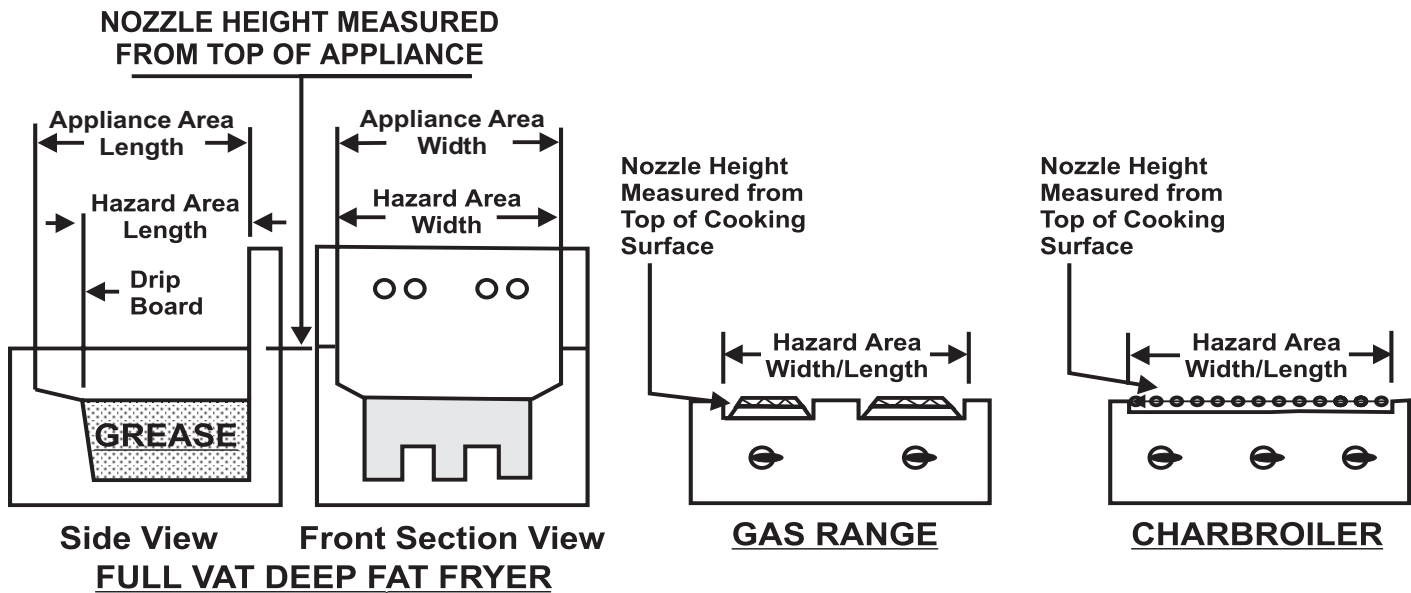 NOZZLE HEIGHT MEASURED
FROM TOP OF APPLIANCE
Appliance Area
Length
Hazard Area
Length
Drip
Board
GREASE
Side View
Appliance Area
Width
Hazard Area
Width
Front Section View
FULL VAT DEEP FAT FRYER
Nozzle Height
Measured from
Top of Cooking
Surface
Hazard Area
Width/Length
GAS RANGE
Nozzle Height
Measured from
Top of Cooking
Surface
Hazard Area
Width/Length
CHARBROILER